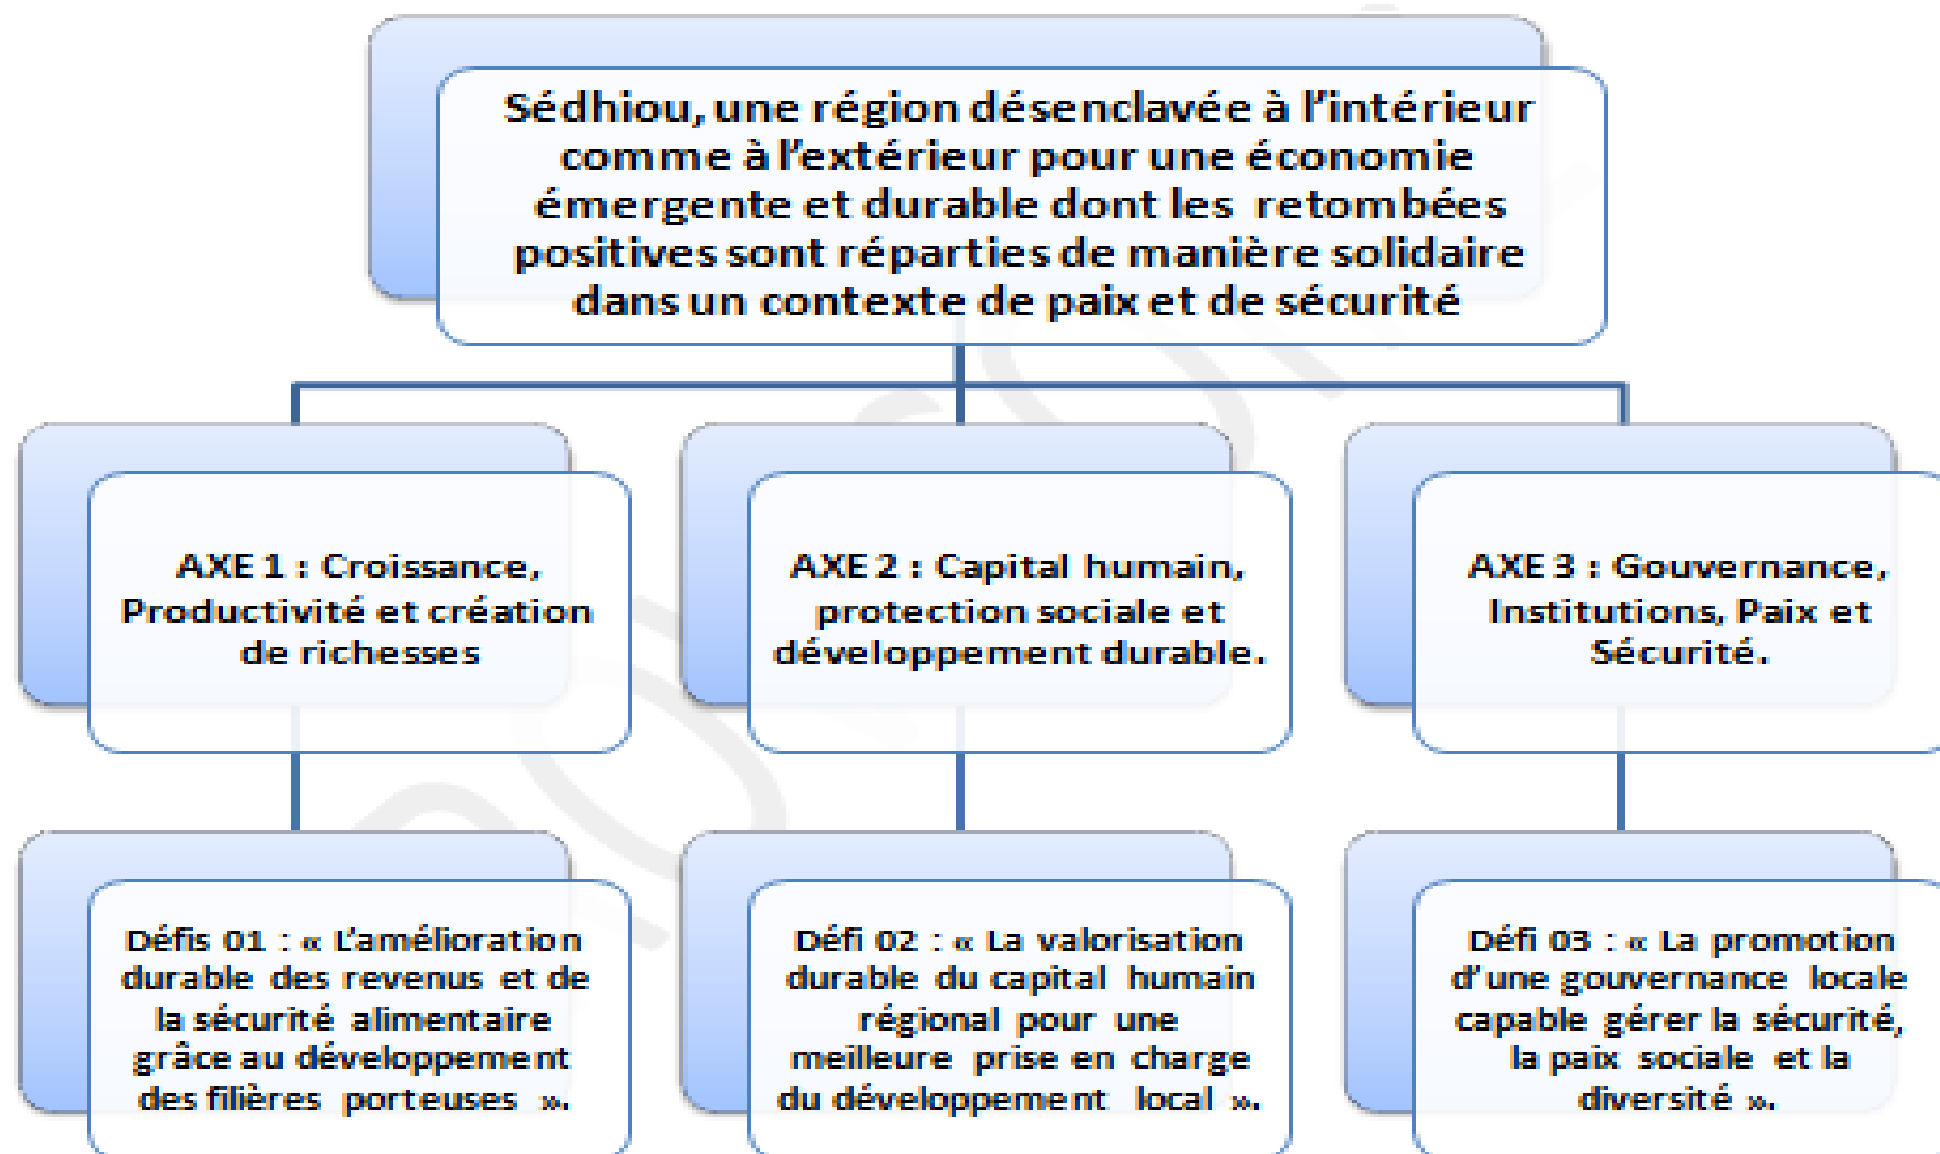 Sédhiou, une région désenclavée à l'intérieur
comme à l'extérieur pour une économie
émergente et durable dont les retombées
positives sont réparties de manière solidaire
dans un contexte de paix et de sécurité
AXE 1 : Croissance,
Productivité et création
de richesses
AXE 2 : Capital humain,
protection sociale et
développement durable.
AXE 3 : Gouvernance,
Institutions, Paix et
Sécurité.
Défis 01 : « L'amélioration
durable des revenus et de
la sécurité alimentaire
grâce au développement
des filières porteuses ».
Défi 02 : « La valorisation
durable du capital humain
régional pour une
meilleure prise en charge
du développement local ».
Défi 03 : « La promotion
d'une gouvernance locale
capable gérer la sécurité,
la paix sociale et la
diversité ».